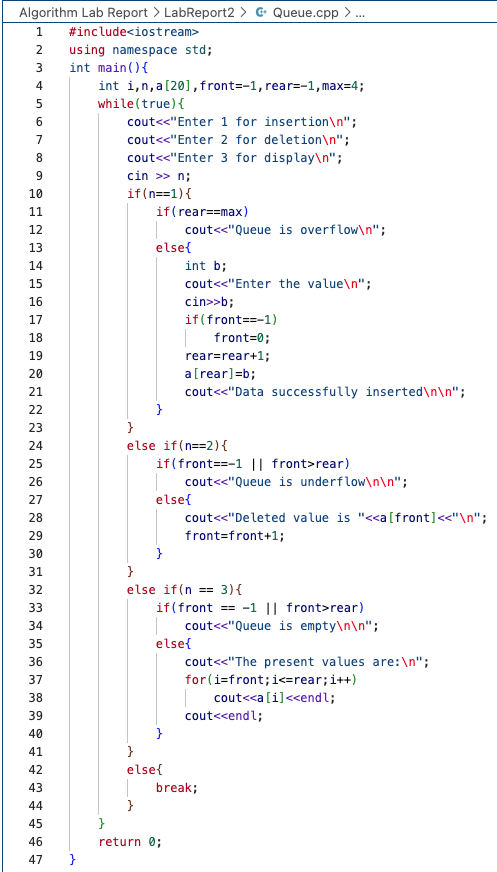 Algorithm Lab Report > LabReport2 > Queue.cpp > ...
1 #include<iostream>
2 using namespace std;
3 int main(){
4 int i,n,a[20],front=-1,rear=-1,max=4;
5 while(true){
6 cout<<"Enter 1 for insertion\n";
7 cout<<"Enter 2 for deletion\n";
8 cout<<"Enter 3 for display\n";
9 cin >> n;
10 if(n==1){
11 if(rear==max)
12 cout<<"Queue is overflow\n";
13 else{
14 int b;
15 cout<<"Enter the value\n";
16 cin>>b;
17 if(front==-1)
18 front=0;
19 rear=rear+1;
20 a[rear]=b;
21 cout<<"Data successfully inserted\n\n";
22 }
23 }
24 else if(n==2){
25 if(front==-1 || front>rear)
26 cout<<"Queue is underflow\n\n";
27 else{
28 cout<<"Deleted value is "<<a[front]<<"\n";
29 front=front+1;
30 }
31 }
32 else if(n == 3){
33 if(front == -1 || front>rear)
34 cout<<"Queue is empty\n\n";
35 else{
36 cout<<"The present values are:\n";
37 for(i=front;i<=rear;i++)
38 cout<<a[i]<<endl;
39 cout<<endl;
40 }
41 }
42 else{
43 break;
44 }
45 }
46 return 0;
47 }